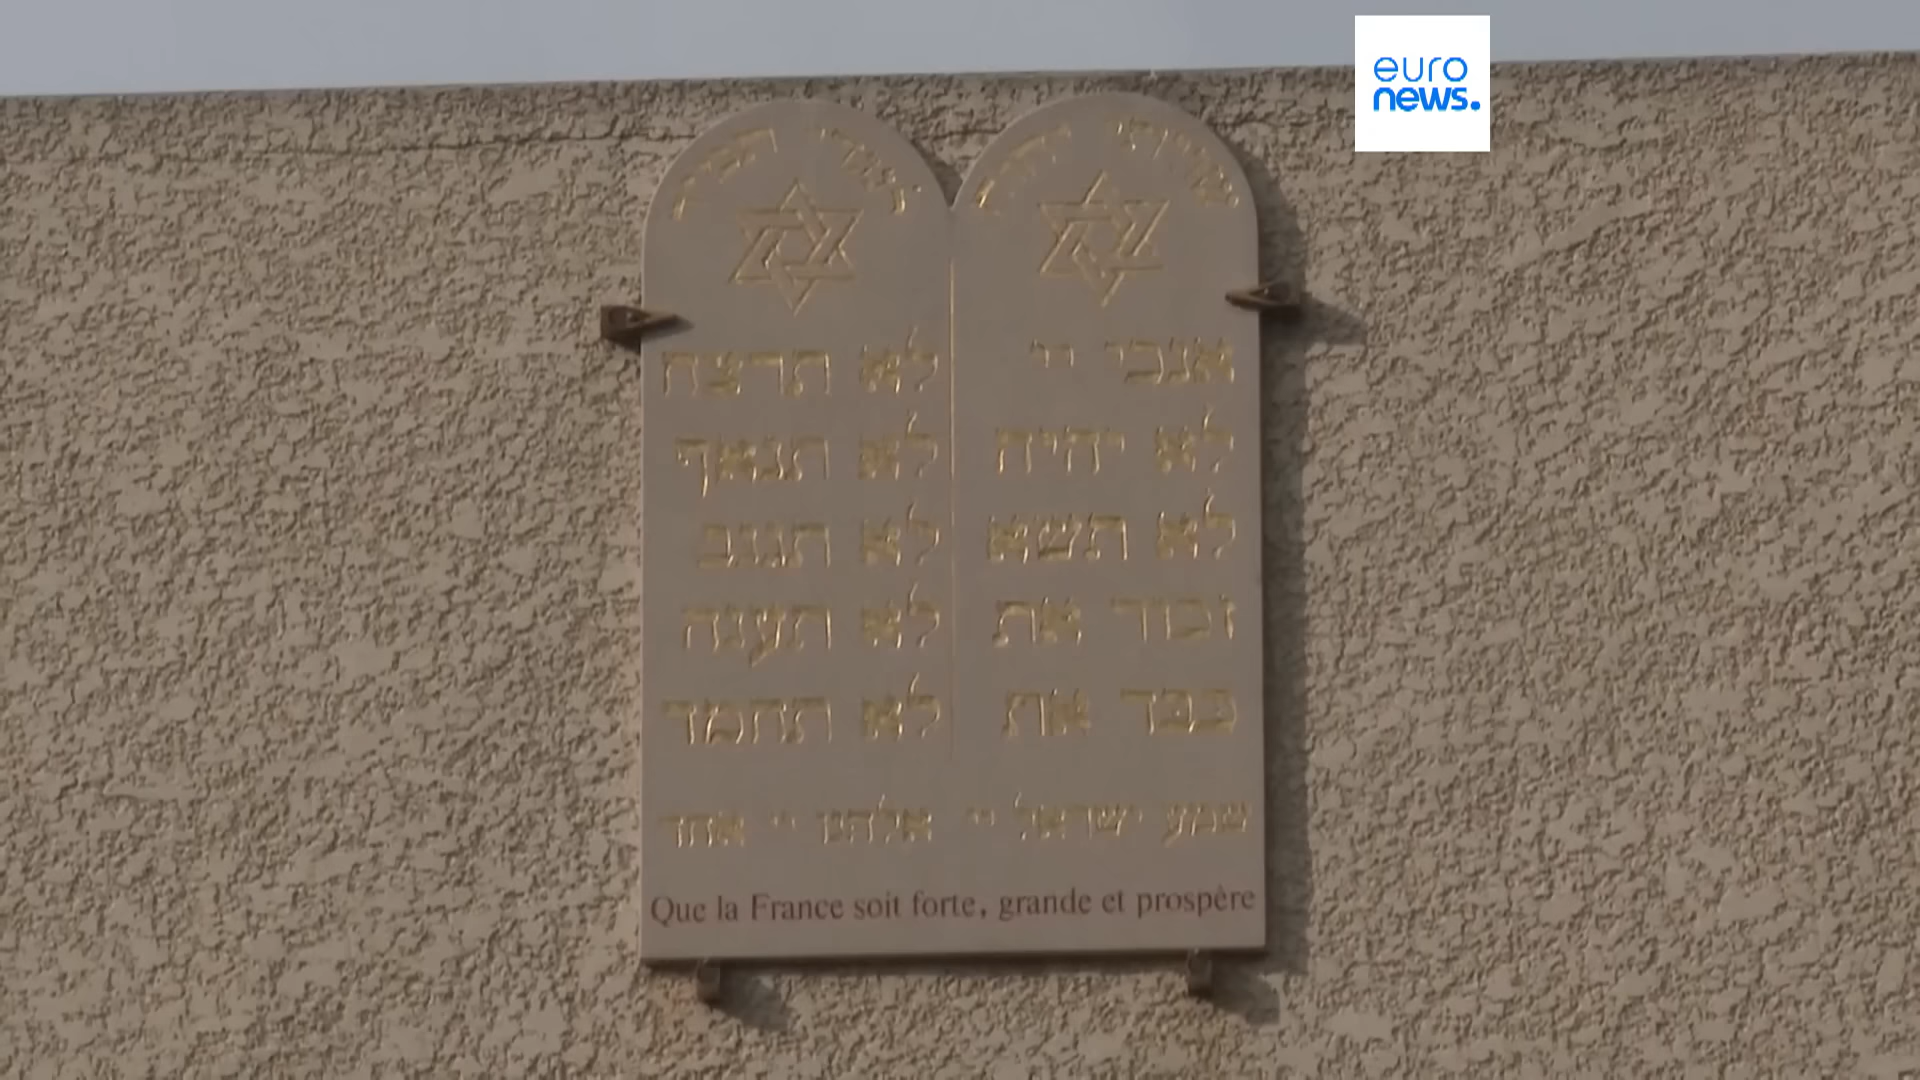 euro
news.
אנכי יי
לא יהיה
לא תשא
זכור את
כבד את
לא תרצח
לא תנאף
לא תגנב
לא תענה
לא תחמד
שמע ישראל יי אלהינו יי אחד
Que la France soit forte, grande et prospère